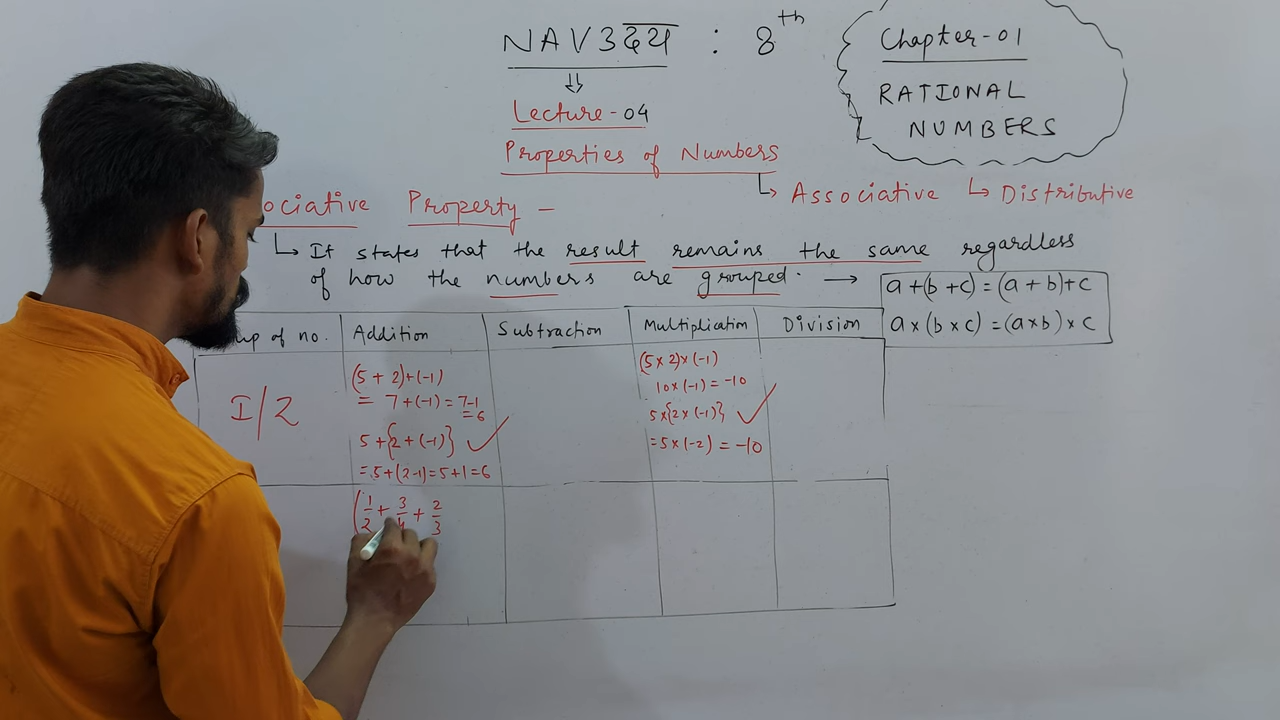 NAV3दय : 8th
Chapter-01
RATIONAL
NUMBERS
⇓
Lecture-04
Properties of Numbers
↳ Associative ↳ Distributive
ociative Property -
↳ It states that the result remains the same regardless
of how the numbers are grouped. →
a+(b+c)=(a+b)+c
a×(b×c)=(a×b)×c
up of no. Addition Subtraction Multiplication Division
I/Z
(5+2)+(-1)
= 7+(-1) = 7-1
=6
5+{2+(-1)} ✓
=5+(2-1)=5+1=6
(5×2)×(-1)
10×(-1)=-10
5×{2×(-1)} ✓
=5×(-2)=-10
(1/2+3/4+2/3